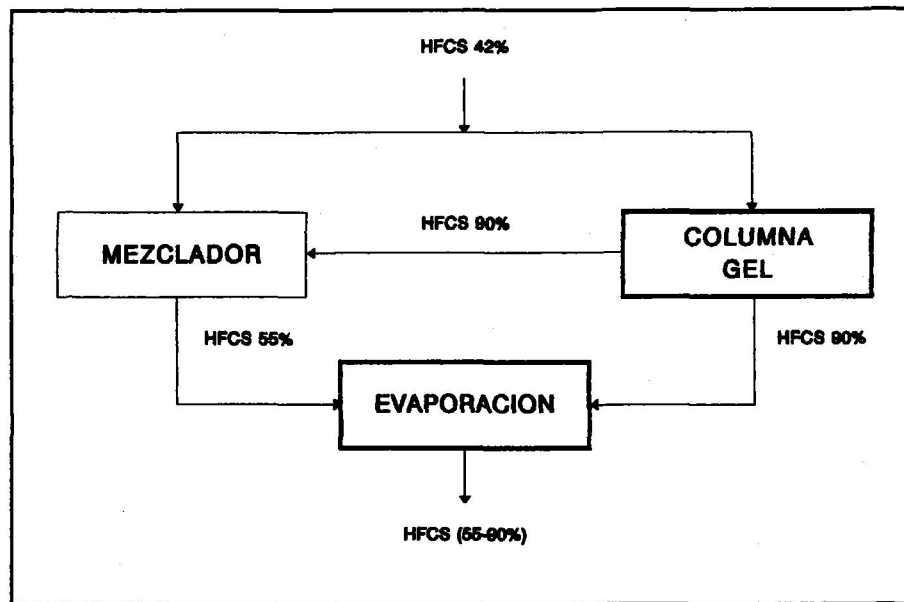 HFCS 42%
HFCS 90%
MEZCLADOR
COLUMNA
GEL
HFCS 55%
HFCS 90%
EVAPORACION
HFCS (55-90%)